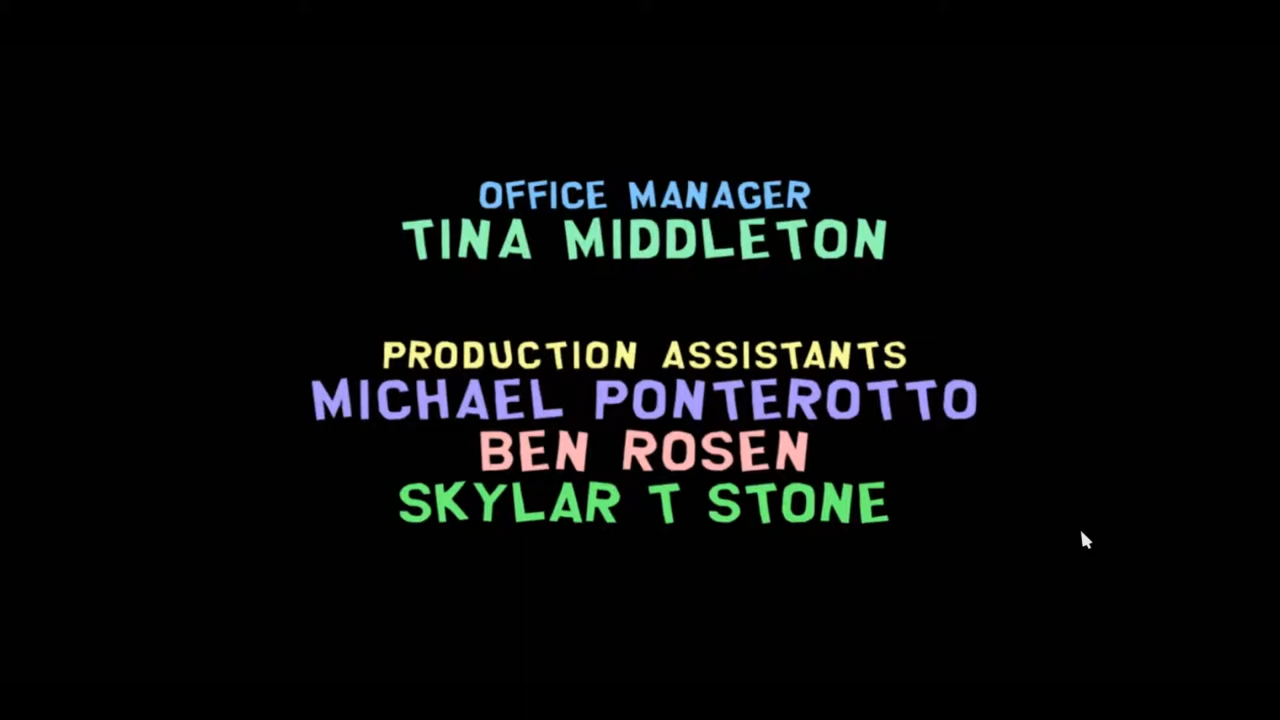 OFFICE MANAGER
TINA MIDDLETON
PRODUCTION ASSISTANTS
MICHAEL PONTEROTTO
BEN ROSEN
SKYLAR T STONE